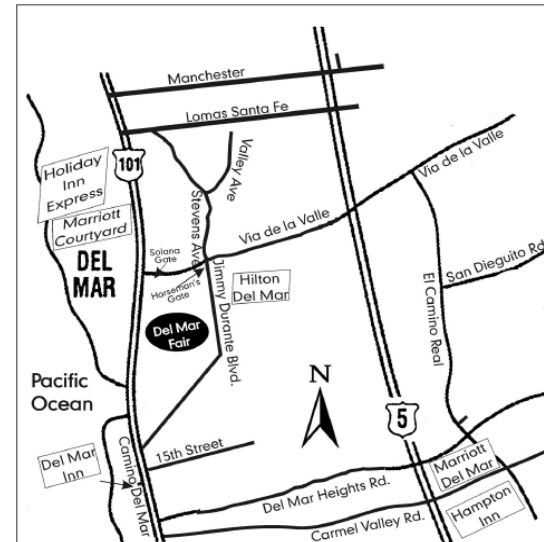 Manchester
Lomas Santa Fe
Valley Ave
Via de la Valle
101
Holiday
Inn
Express
Marriott
Courtyard
Stevens Ave
Via de la Valle
Solana
Gate
DEL
MAR
San Dieguito Rd
Horseman's
Gate
Jimmy Durante Blvd.
Hilton
Del Mar
El Camino Real
Del Mar
Fair
Pacific
Ocean
N
5
15th Street
Camino Del Mar
Del Mar
Inn
Marriott
Del Mar
Del Mar Heights Rd.
Hampton
Inn
Carmel Valley Rd.